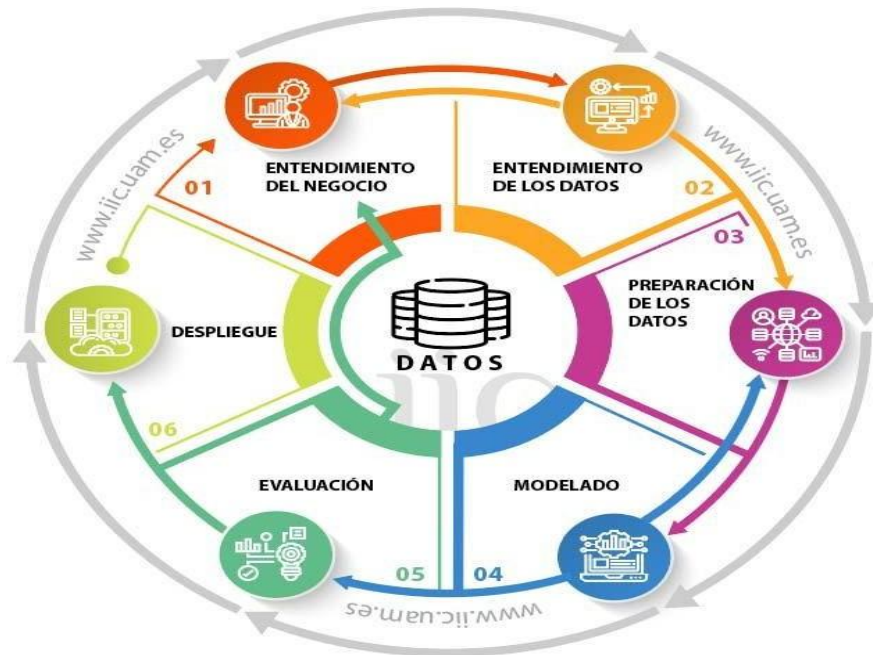 www.iic.uam.es
01
ENTENDIMIENTO
DEL NEGOCIO
ENTENDIMIENTO
DE LOS DATOS
02
www.iic.uam.es
03
PREPARACIÓN
DE LOS
DATOS
DESPLIEGUE
DATOS
iic
06
EVALUACIÓN
MODELADO
05
04
www.iic.uam.es